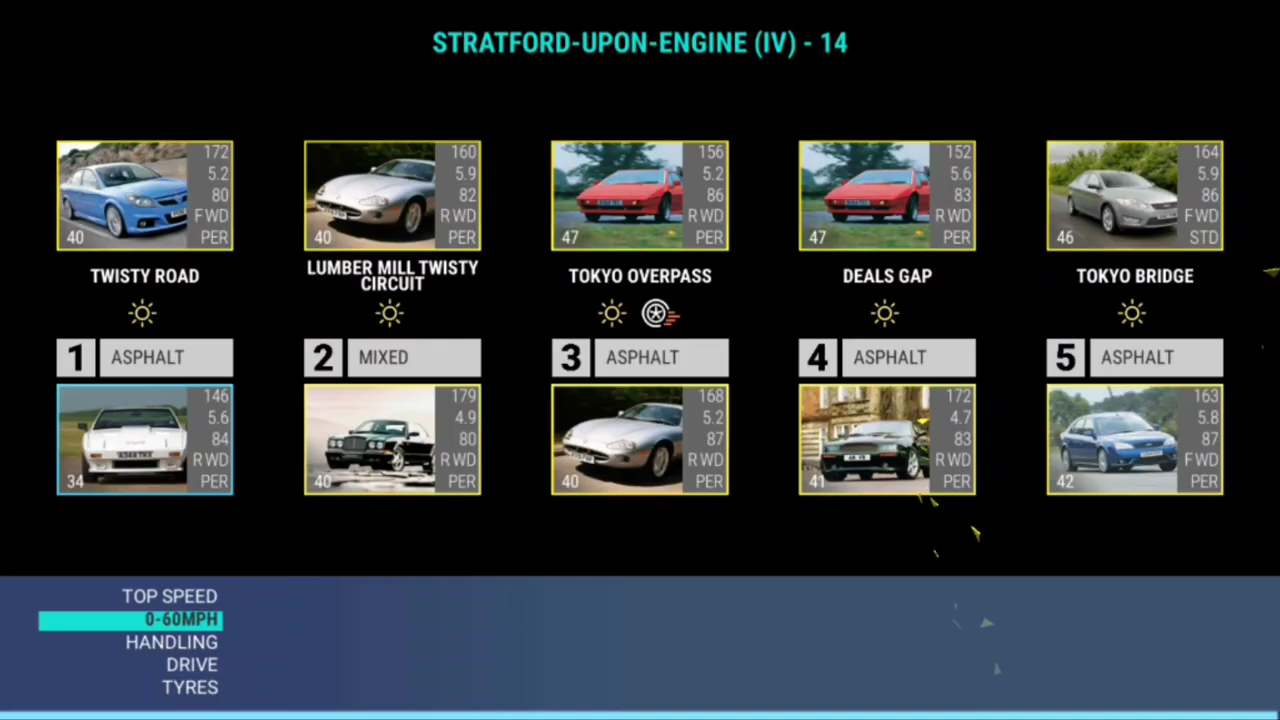 STRATFORD-UPON-ENGINE (IV) - 14
172
5.2
80
FWD
PER
40
160
5.9
82
RWD
PER
40
156
5.2
86
RWD
PER
47
152
5.6
83
RWD
PER
47
164
5.9
86
FWD
STD
46
TWISTY ROAD
LUMBER MILL TWISTY
CIRCUIT
TOKYO OVERPASS
DEALS GAP
TOKYO BRIDGE
1 ASPHALT
2 MIXED
3 ASPHALT
4 ASPHALT
5 ASPHALT
146
5.6
84
RWD
PER
34
179
4.9
80
RWD
PER
40
168
5.2
87
RWD
PER
40
172
4.7
83
RWD
PER
41
163
5.8
87
FWD
PER
42
TOP SPEED
0-60MPH
HANDLING
DRIVE
TYRES